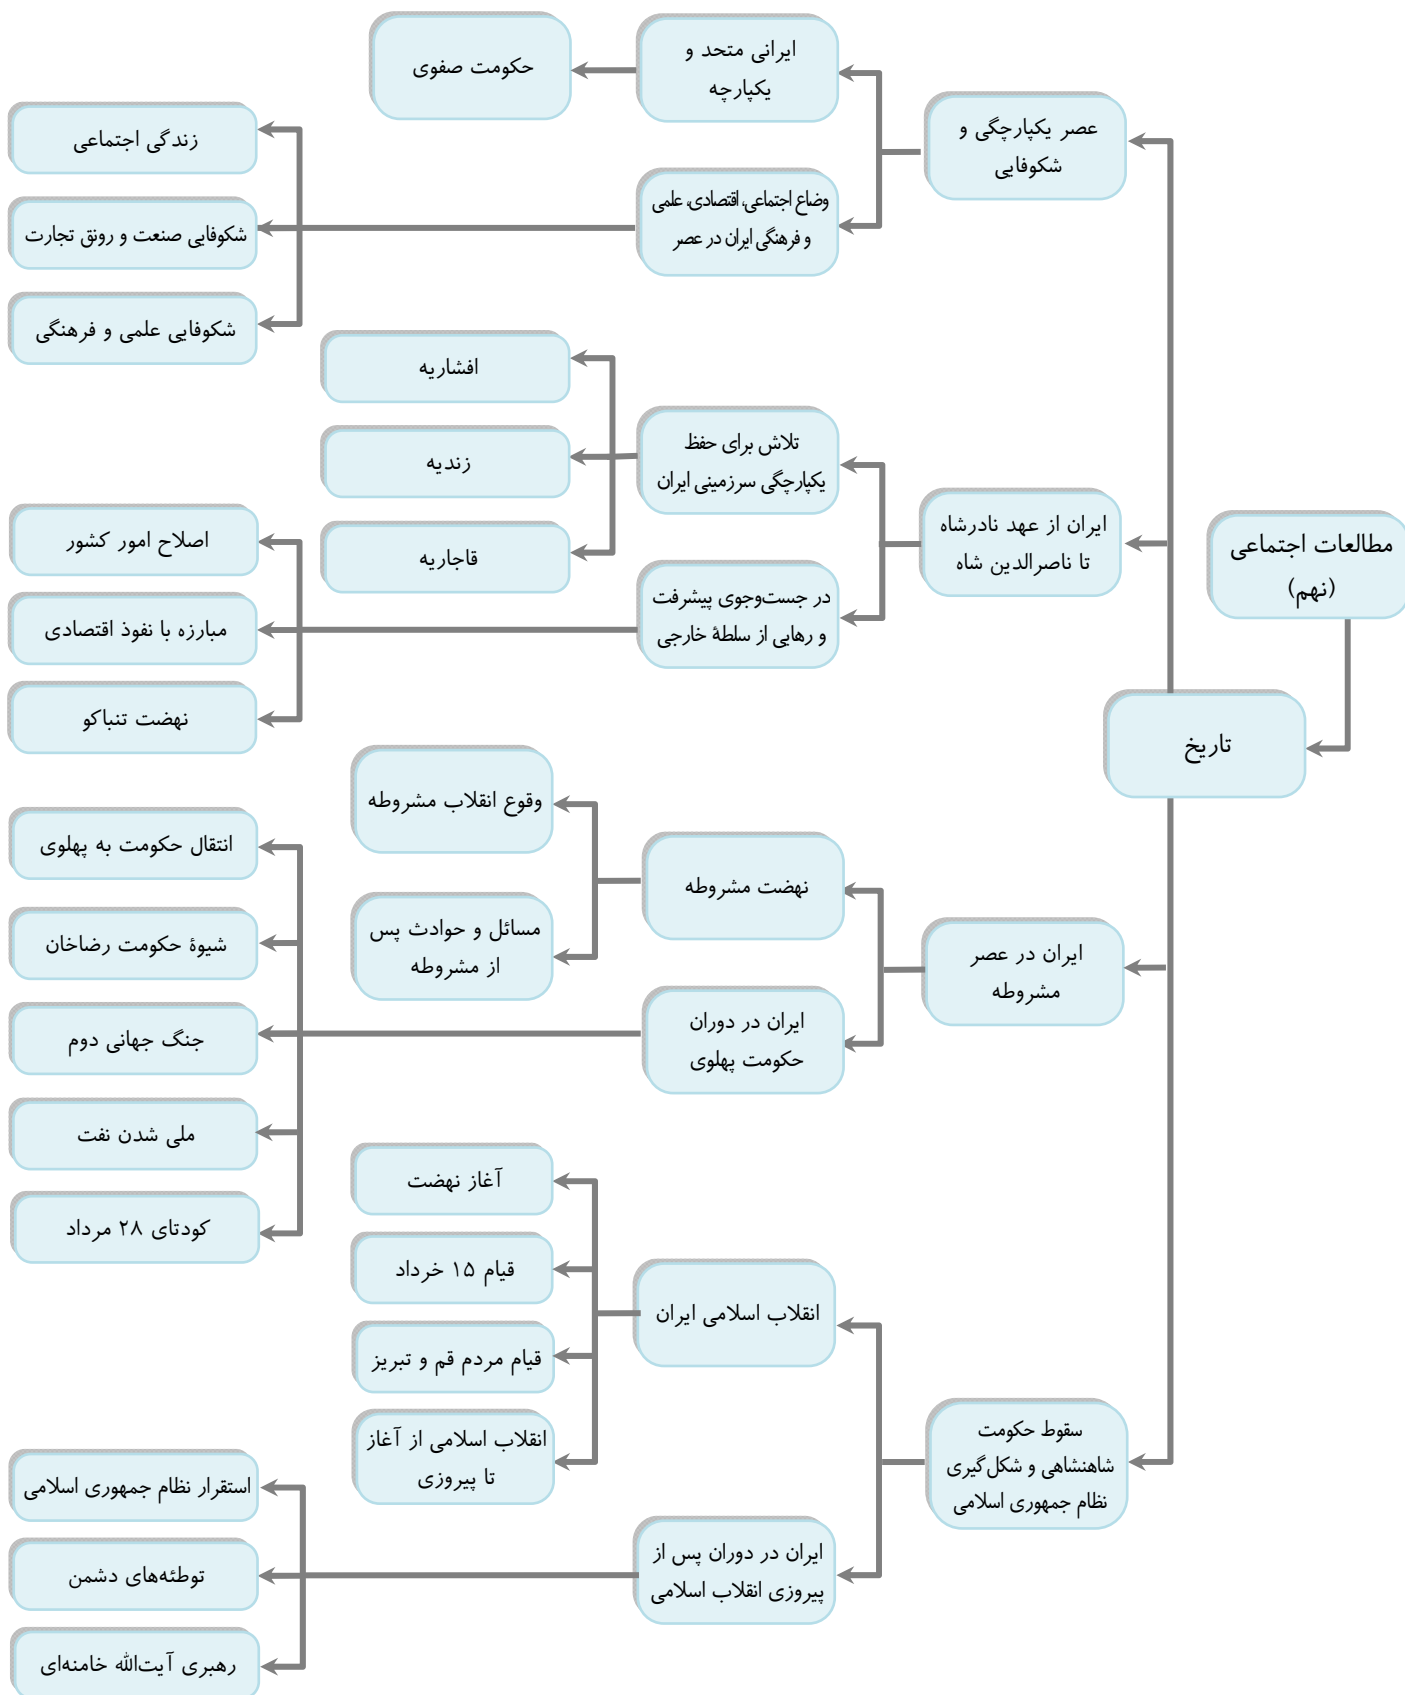 مطالعات اجتماعی
(نهم)
تاریخ
عصر یکپارچگی و
شکوفایی
ایرانی متحد و
یکپارچه
حکومت صفوی
وضاع اجتماعی، اقتصادی، علمی
و فرهنگی ایران در عصر
زندگی اجتماعی
شکوفایی صنعت و رونق تجارت
شکوفایی علمی و فرهنگی
ایران از عهد نادرشاه
تا ناصرالدین شاه
تلاش برای حفظ
یکپارچگی سرزمینی ایران
افشاریه
زندیه
قاجاریه
در جست‌وجوی پیشرفت
و رهایی از سلطهٔ خارجی
اصلاح امور کشور
مبارزه با نفوذ اقتصادی
نهضت تنباکو
ایران در عصر
مشروطه
نهضت مشروطه
وقوع انقلاب مشروطه
مسائل و حوادث پس
از مشروطه
ایران در دوران
حکومت پهلوی
انتقال حکومت به پهلوی
شیوهٔ حکومت رضاخان
جنگ جهانی دوم
ملی شدن نفت
کودتای ۲۸ مرداد
سقوط حکومت
شاهنشاهی و شکل‌گیری
نظام جمهوری اسلامی
انقلاب اسلامی ایران
آغاز نهضت
قیام ۱۵ خرداد
قیام مردم قم و تبریز
انقلاب اسلامی از آغاز
تا پیروزی
ایران در دوران پس از
پیروزی انقلاب اسلامی
استقرار نظام جمهوری اسلامی
توطئه‌های دشمن
رهبری آیت‌الله خامنه‌ای